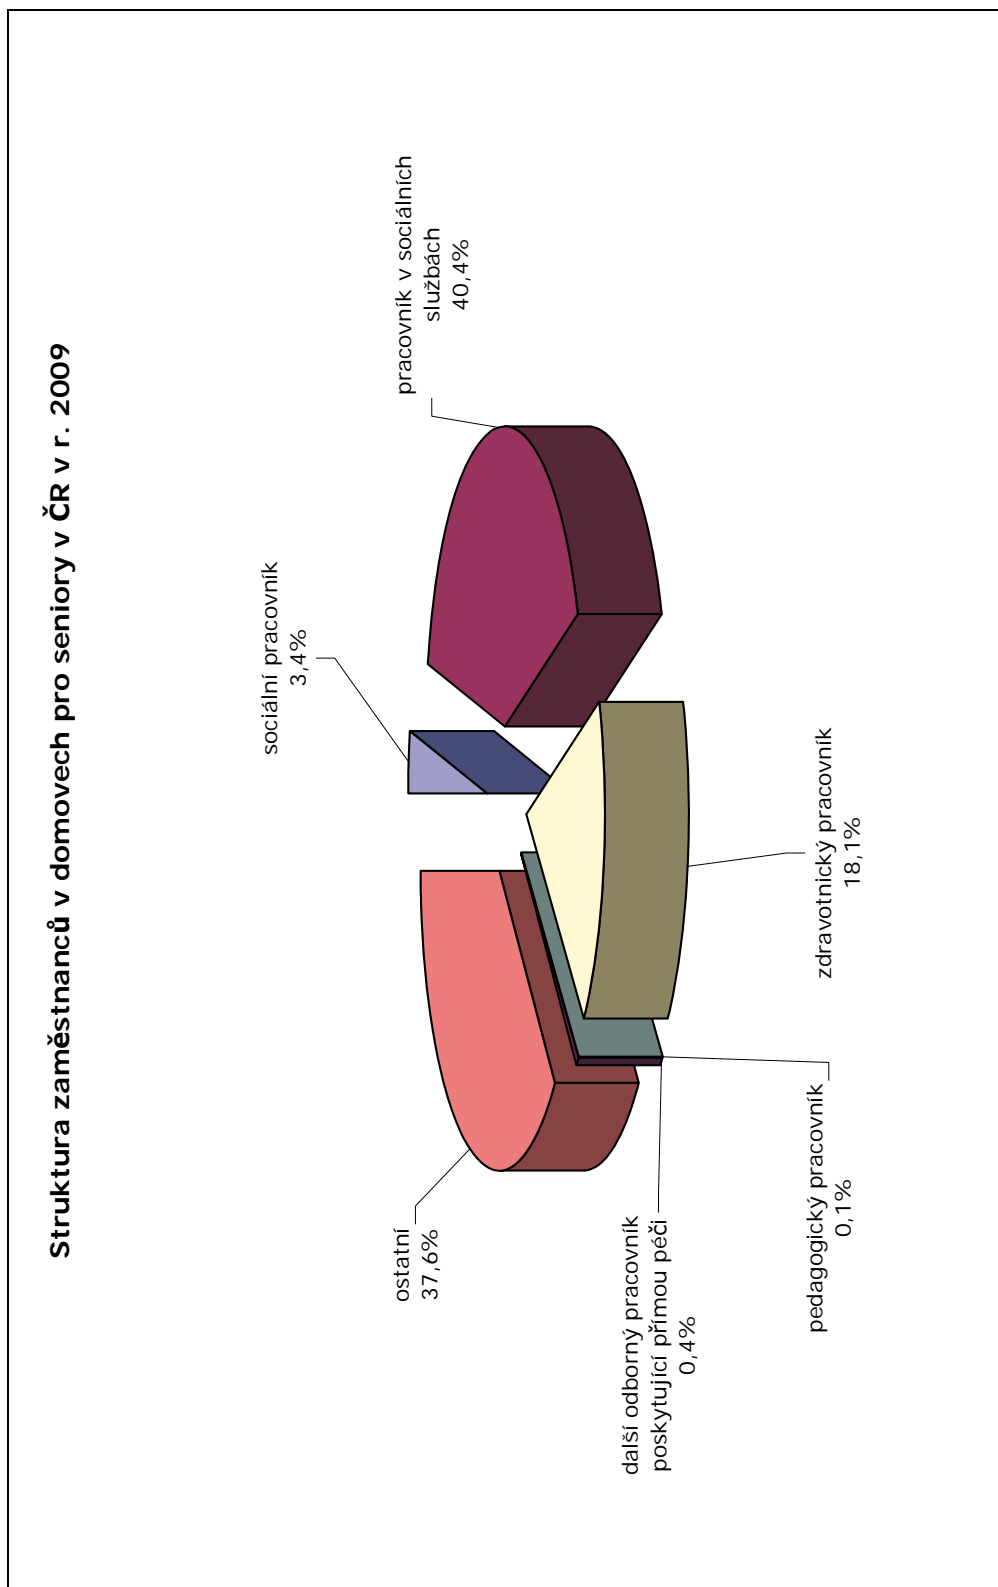 Struktura zaměstnanců v domovech pro seniory v ČR v r. 2009
sociální pracovník
3,4%
pracovník v sociálních
službách
40,4%
ostatní
37,6%
další odborný pracovník
poskytující přímou péči
0,4%
pedagogický pracovník
0,1%
zdravotnický pracovník
18,1%